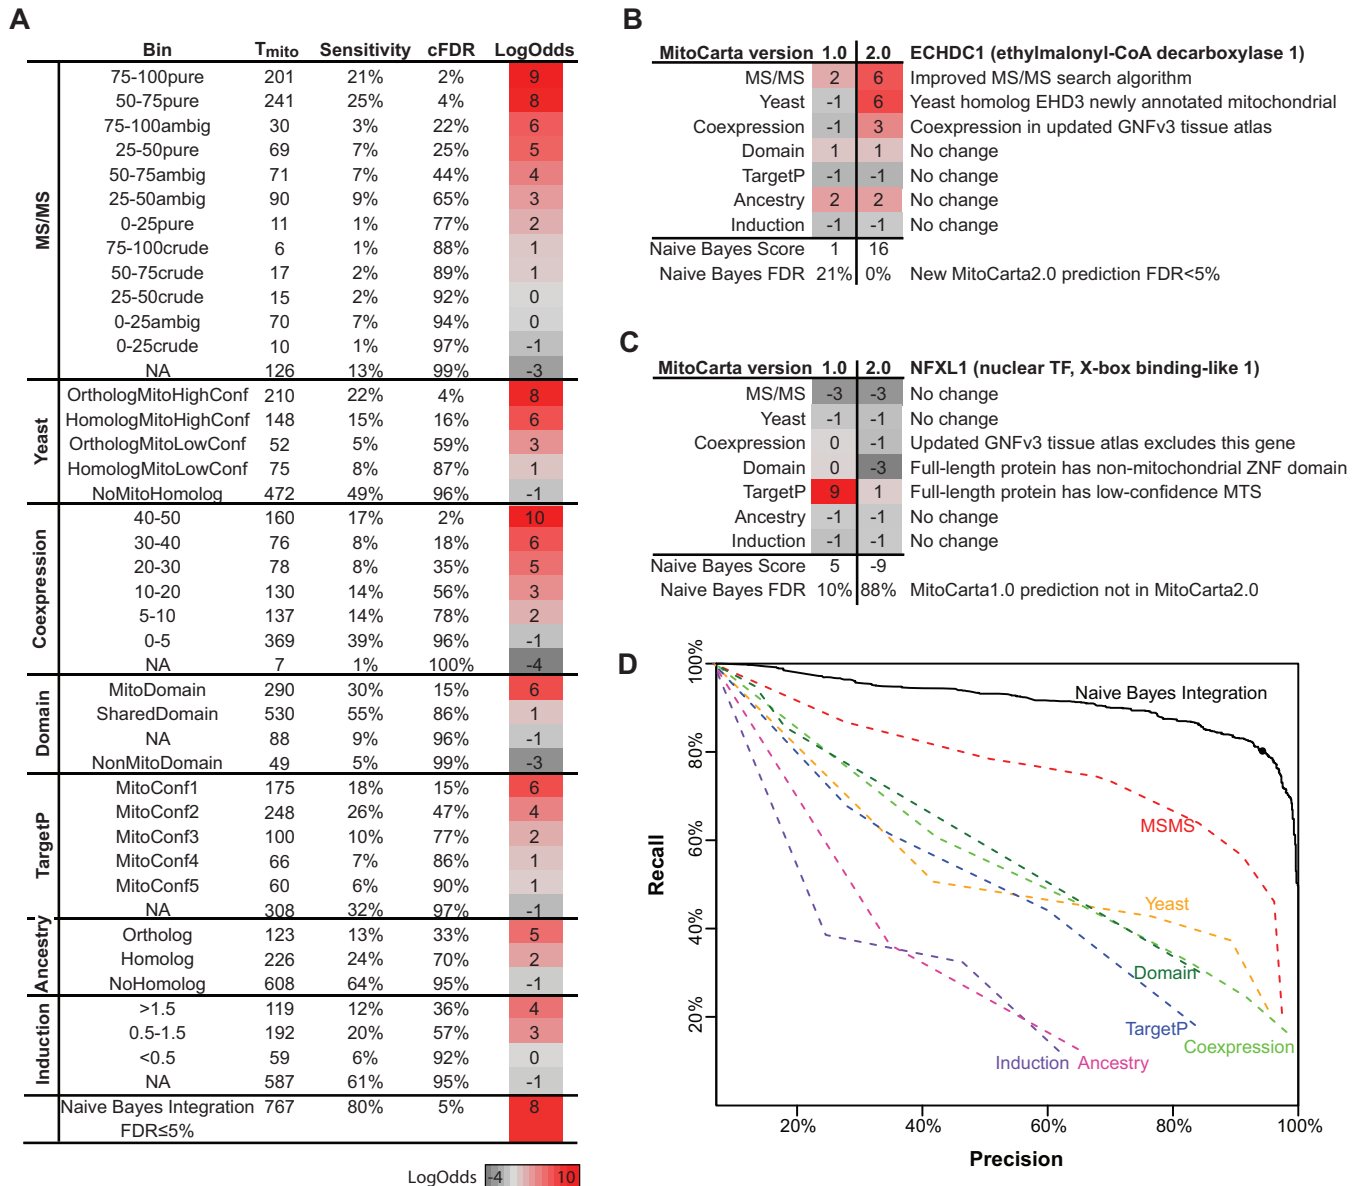 A
Bin Tmito Sensitivity cFDR LogOdds
MS/MS
75-100pure 201 21% 2% 9
50-75pure 241 25% 4% 8
75-100ambig 30 3% 22% 6
25-50pure 69 7% 25% 5
50-75ambig 71 7% 44% 4
25-50ambig 90 9% 65% 3
0-25pure 11 1% 77% 2
75-100crude 6 1% 88% 1
50-75crude 17 2% 89% 1
25-50crude 15 2% 92% 0
0-25ambig 70 7% 94% 0
0-25crude 10 1% 97% -1
NA 126 13% 99% -3
Yeast
OrthologMitoHighConf 210 22% 4% 8
HomologMitoHighConf 148 15% 16% 6
OrthologMitoLowConf 52 5% 59% 3
HomologMitoLowConf 75 8% 87% 1
NoMitoHomolog 472 49% 96% -1
Coexpression
40-50 160 17% 2% 10
30-40 76 8% 18% 6
20-30 78 8% 35% 5
10-20 130 14% 56% 3
5-10 137 14% 78% 2
0-5 369 39% 96% -1
NA 7 1% 100% -4
Domain
MitoDomain 290 30% 15% 6
SharedDomain 530 55% 86% 1
NA 88 9% 96% -1
NonMitoDomain 49 5% 99% -3
TargetP
MitoConf1 175 18% 15% 6
MitoConf2 248 26% 47% 4
MitoConf3 100 10% 77% 2
MitoConf4 66 7% 86% 1
MitoConf5 60 6% 90% 1
NA 308 32% 97% -1
Ancestry
Ortholog 123 13% 33% 5
Homolog 226 24% 70% 2
NoHomolog 608 64% 95% -1
Induction
>1.5 119 12% 36% 4
0.5-1.5 192 20% 57% 3
<0.5 59 6% 92% 0
NA 587 61% 95% -1
Naive Bayes Integration 767 80% 5% 8
FDR≤5%
LogOdds -4 10
B
MitoCarta version 1.0 2.0 ECHDC1 (ethylmalonyl-CoA decarboxylase 1)
MS/MS 2 6 Improved MS/MS search algorithm
Yeast -1 6 Yeast homolog EHD3 newly annotated mitochondrial
Coexpression -1 3 Coexpression in updated GNFv3 tissue atlas
Domain 1 1 No change
TargetP -1 -1 No change
Ancestry 2 2 No change
Induction -1 -1 No change
Naive Bayes Score 1 16
Naive Bayes FDR 21% 0% New MitoCarta2.0 prediction FDR<5%
C
MitoCarta version 1.0 2.0 NFXL1 (nuclear TF, X-box binding-like 1)
MS/MS -3 -3 No change
Yeast -1 -1 No change
Coexpression 0 -1 Updated GNFv3 tissue atlas excludes this gene
Domain 0 -3 Full-length protein has non-mitochondrial ZNF domain
TargetP 9 1 Full-length protein has low-confidence MTS
Ancestry -1 -1 No change
Induction -1 -1 No change
Naive Bayes Score 5 -9
Naive Bayes FDR 10% 88% MitoCarta1.0 prediction not in MitoCarta2.0
D
Recall
100%
80%
60%
40%
20%
Naive Bayes Integration
MSMS
Yeast
Domain
TargetP
Coexpression
Induction
Ancestry
20% 40% 60% 80% 100%
Precision